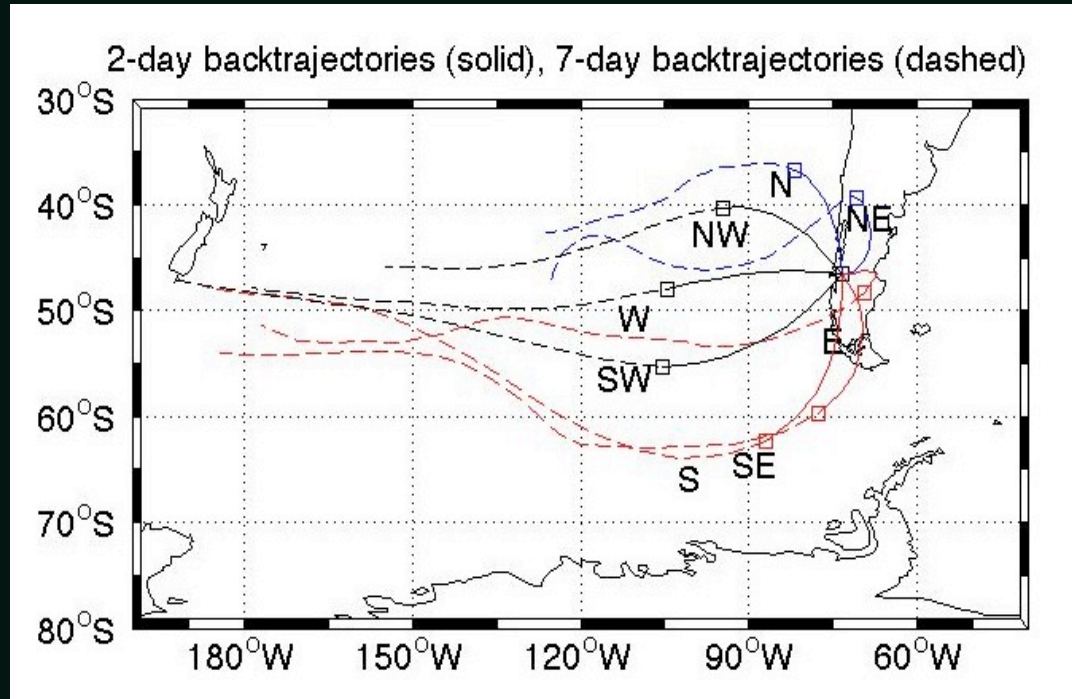 2-day backtrajectories (solid), 7-day backtrajectories (dashed)
30°S
40°S
50°S
60°S
70°S
80°S
N
NE
NW
W
E
SW
S
SE
180°W
150°W
120°W
90°W
60°W